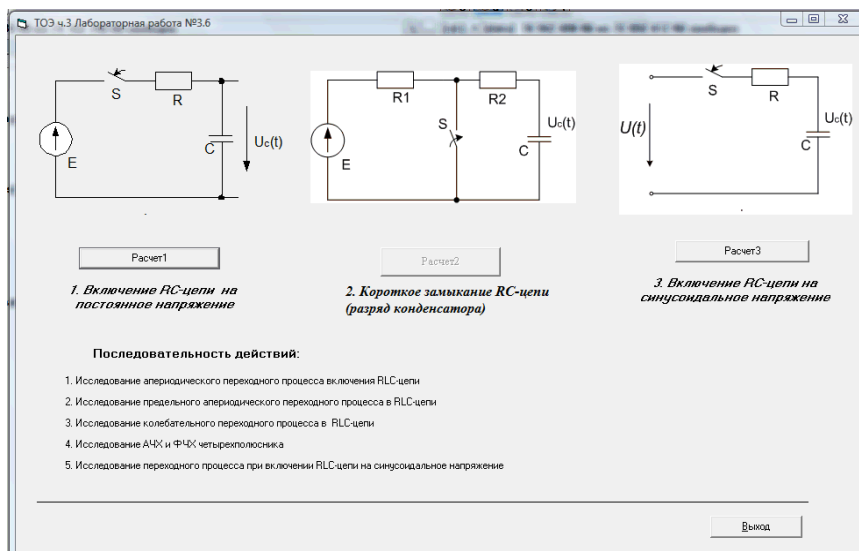 ТОЭ ч.3 Лабораторная работа №3.6
S
R
E
C
Uc(t)
R1
R2
S
E
C
Uc(t)
S
R
U(t)
C
Uc(t)
Расчет1
Расчет2
Расчет3
1. Включение RC-цепи на
постоянное напряжение
2. Короткое замыкание RC-цепи
(разряд конденсатора)
3. Включение RC-цепи на
синусоидальное напряжение
Последовательность действий:
1. Исследование апериодического переходного процесса включения RLC-цепи
2. Исследование предельного апериодического переходного процесса в RLC-цепи
3. Исследование колебательного переходного процесса в RLC-цепи
4. Исследование АЧХ и ФЧХ четырехполюсника
5. Исследование переходного процесса при включении RLC-цепи на синусоидальное напряжение
Выход